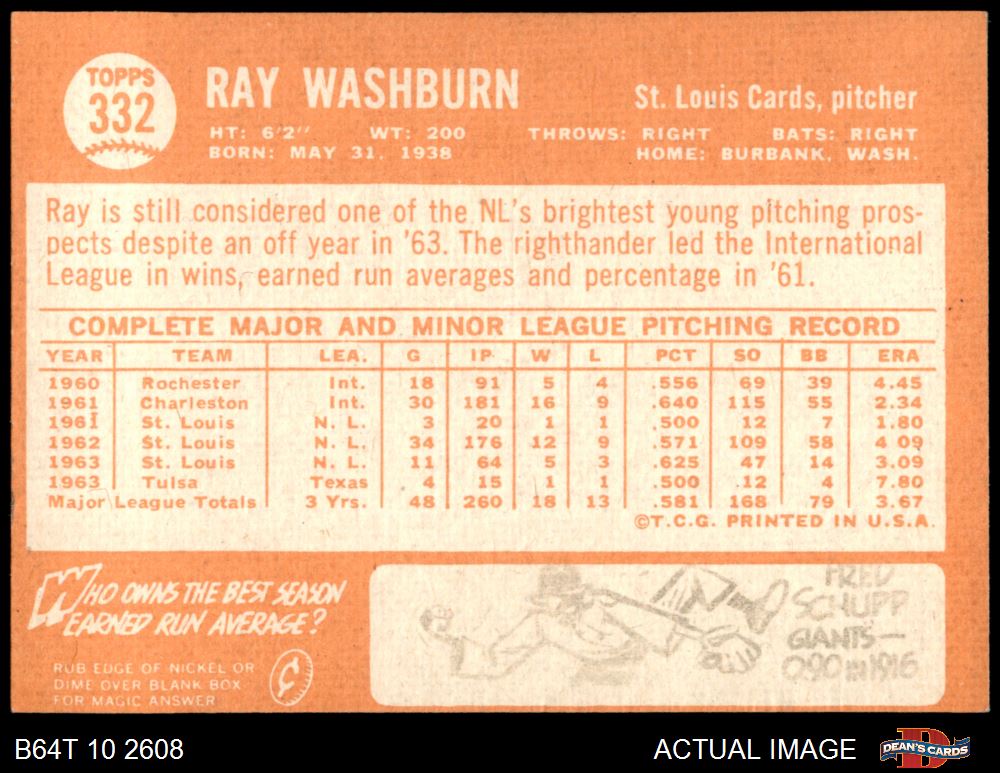 TOPPS
332
RAY WASHBURN
St. Louis Cards, pitcher
HT: 6'2" WT: 200 THROWS: RIGHT BATS: RIGHT
BORN: MAY 31, 1938 HOME: BURBANK, WASH.
Ray is still considered one of the NL's brightest young pitching pros-
pects despite an off year in '63. The righthander led the International
League in wins, earned run averages and percentage in '61.
COMPLETE MAJOR AND MINOR LEAGUE PITCHING RECORD
YEAR TEAM LEA. G IP W L PCT SO BB ERA
1960 Rochester Int. 18 91 5 4 .556 69 39 4.45
1961 Charleston Int. 30 181 16 9 .640 115 55 2.34
1961 St. Louis N. L. 3 20 1 1 .500 12 7 1.80
1962 St. Louis N. L. 34 176 12 9 .571 109 58 4.09
1963 St. Louis N. L. 11 64 5 3 .625 47 14 3.09
1963 Tulsa Texas 4 15 1 1 .500 12 4 7.80
Major League Totals 3 Yrs. 48 260 18 13 .581 168 79 3.67
©T.C.G. PRINTED IN U.S.A.
WHO OWNS THE BEST SEASON
EARNED RUN AVERAGE?
RUB EDGE OF NICKEL OR
DIME OVER BLANK BOX
FOR MAGIC ANSWER
FRED
SCHUPP
GIANTS—
0.90 IN 1916
B64T 10 2608
ACTUAL IMAGE
DEAN'S CARDS